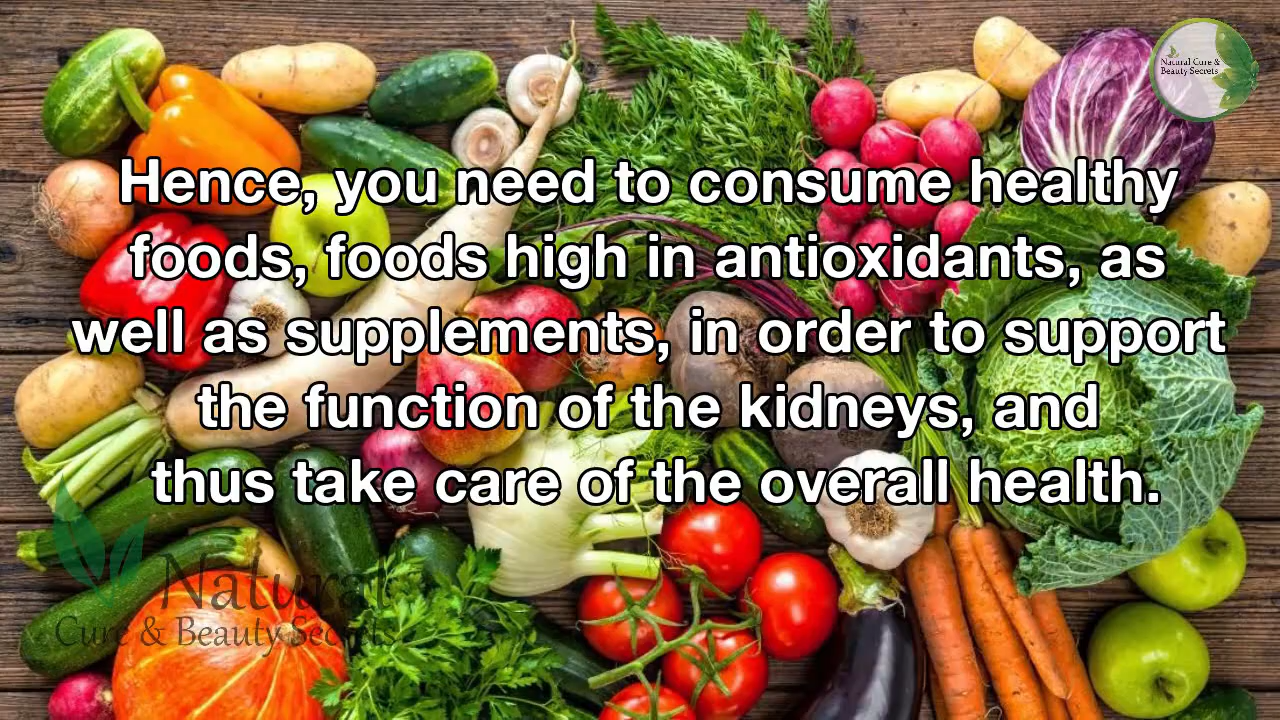 Natural Cure &
Beauty Secrets
Hence, you need to consume healthy
foods, foods high in antioxidants, as
well as supplements, in order to support
the function of the kidneys, and
thus take care of the overall health.
Natural
Cure & Beauty Secrets